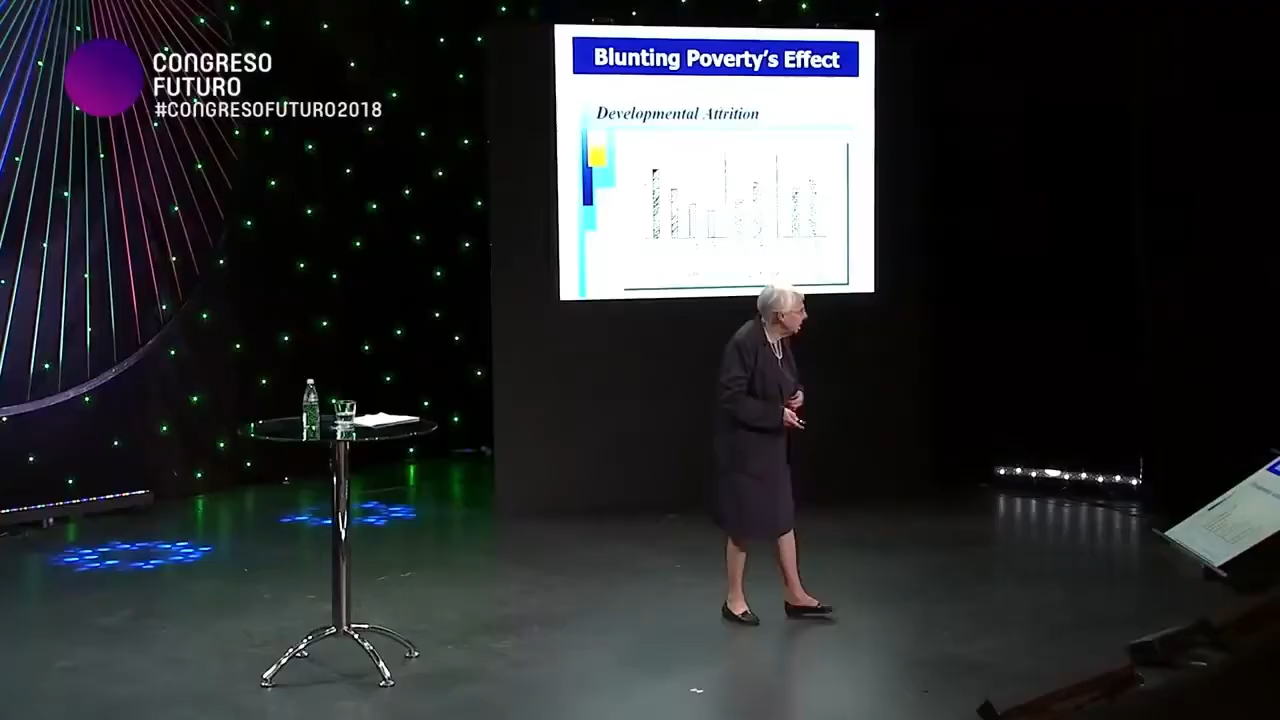 CONGRESO
FUTURO
#CONGRESOFUTURO2018
Blunting Poverty's Effect
Developmental Attrition